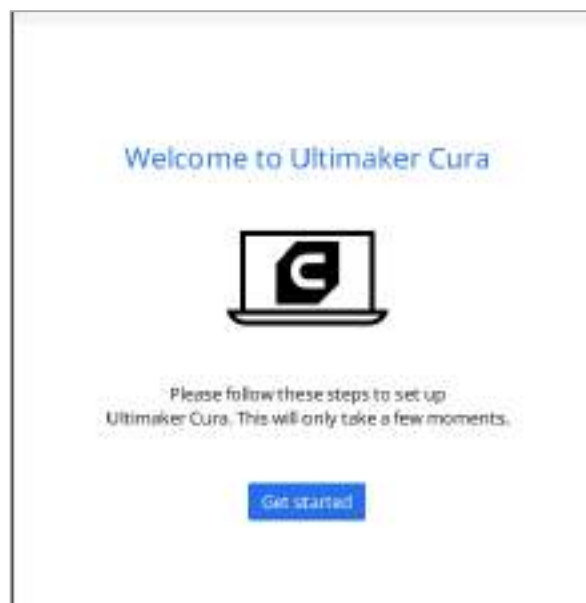 Welcome to Ultimaker Cura
C
Please follow these steps to set up
Ultimaker Cura. This will only take a few moments.
Get started